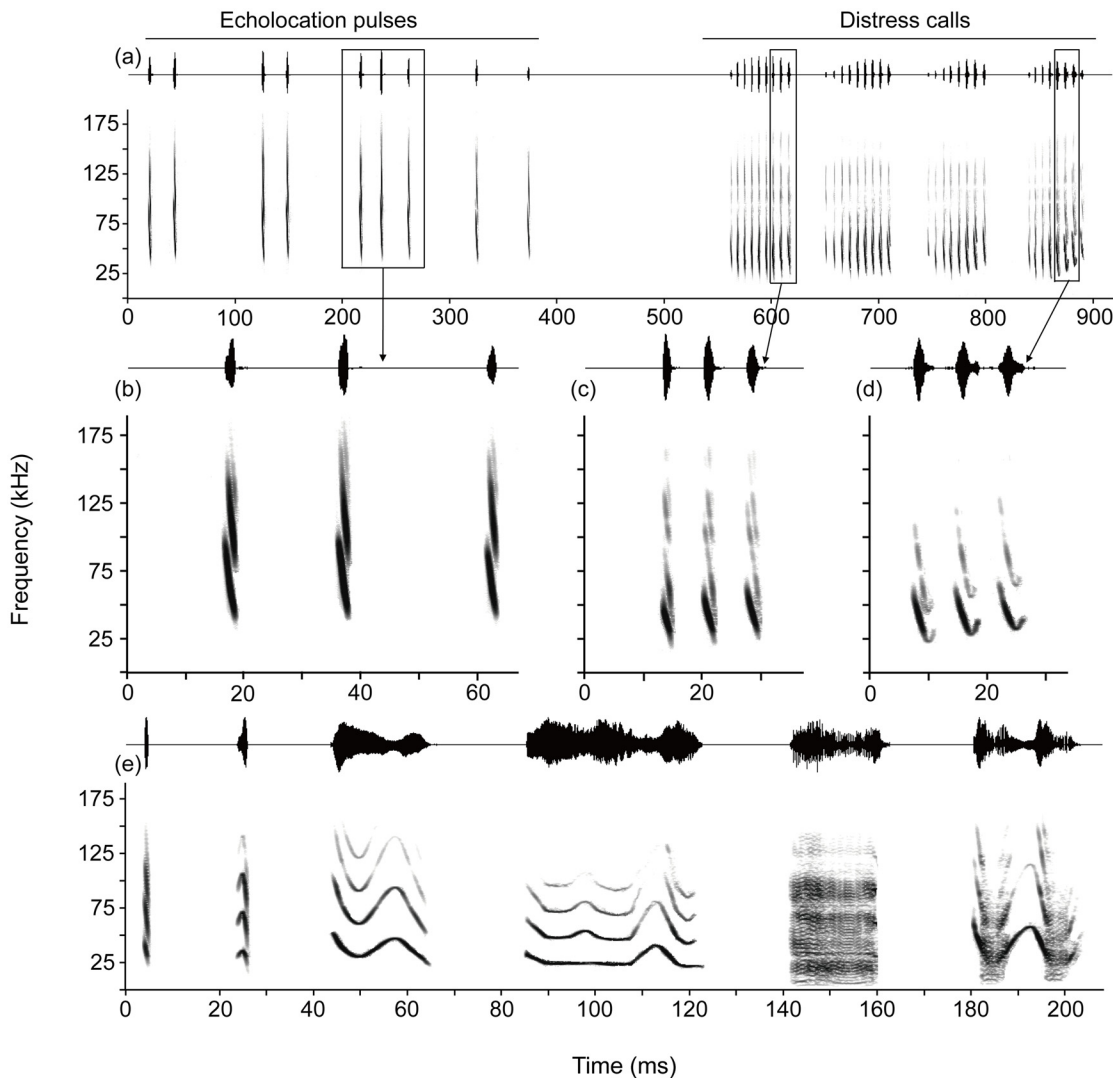 Echolocation pulses Distress calls
(a)
175
125
75
25
0 100 200 300 400 500 600 700 800 900
(b) (c) (d)
175
125
75
25
0 20 40 60 0 20 0 20
(e)
175
125
75
25
0 20 40 60 80 100 120 140 160 180 200
Frequency (kHz)
Time (ms)